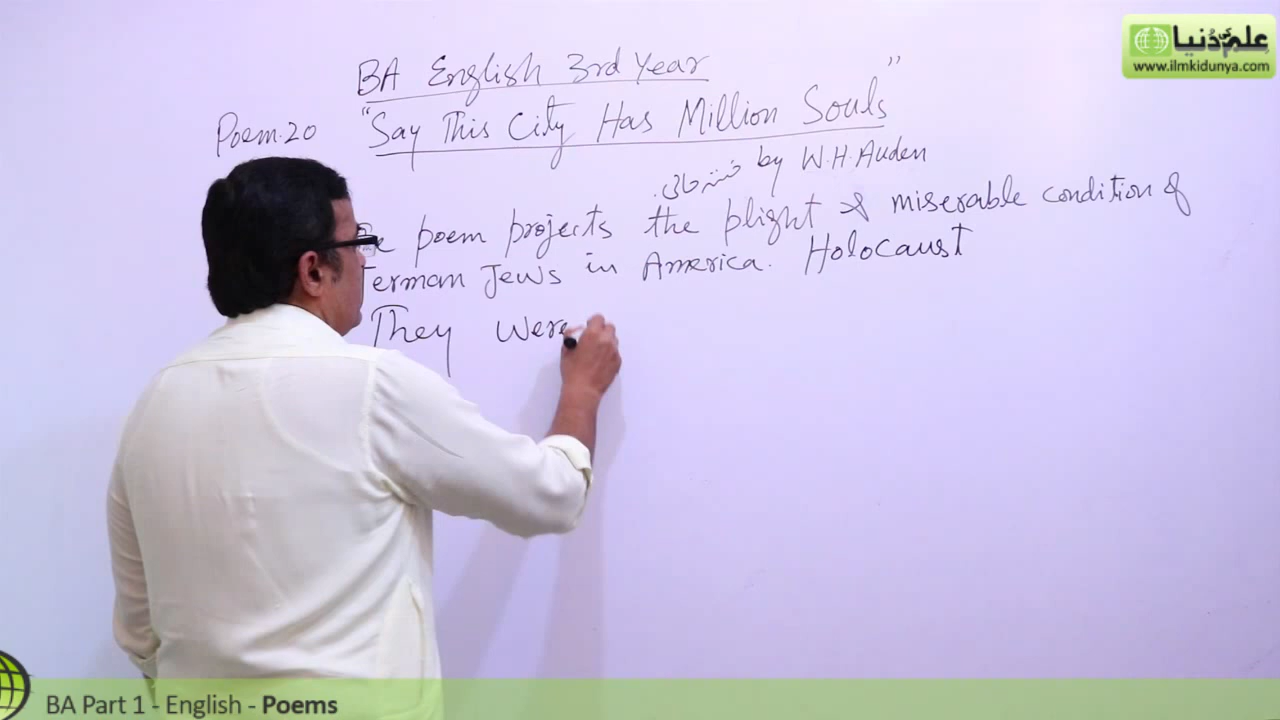 علم کی دُنیا
www.ilmkidunya.com
BA English 3rd Year
Poem.20 "Say This City Has Million Souls"
by W.H.Auden خستہ حالی
poem projects the plight & miserable condition of
German Jews in America. Holocaust
They were
BA Part 1 - English - Poems